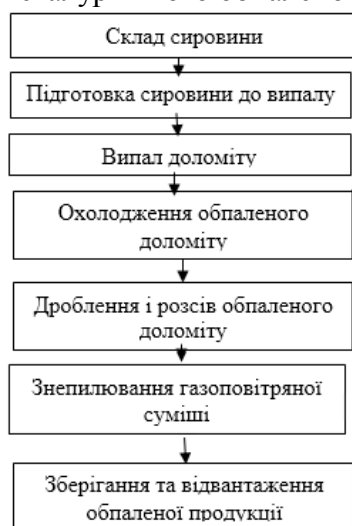 Склад сировини
Підготовка сировини до випалу
Випал доломіту
Охолодження обпаленого
доломіту
Дроблення і розсів обпаленого
доломіту
Знепилювання газоповітряної
суміші
Зберігання та відвантаження
обпаленої продукції